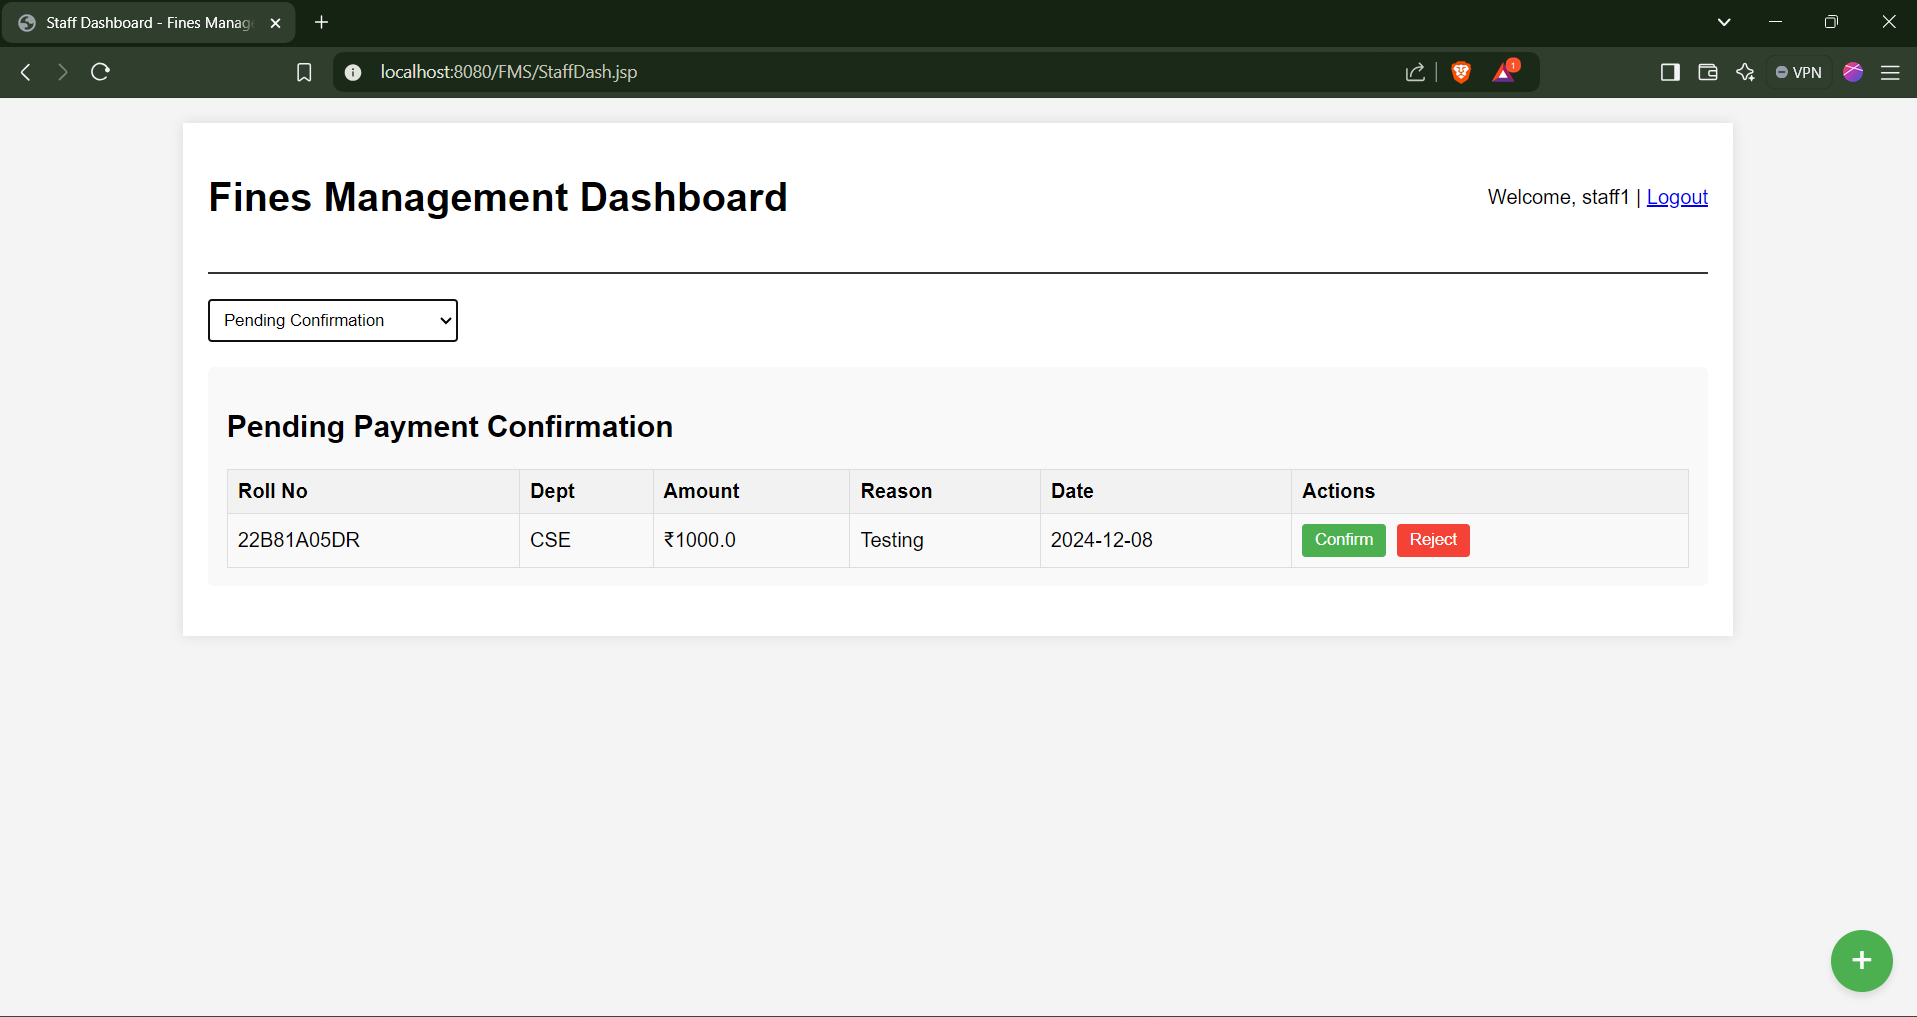 Staff Dashboard - Fines Manag
localhost:8080/FMS/StaffDash.jsp
1
VPN
Fines Management Dashboard
Welcome, staff1 | Logout
Pending Confirmation
Pending Payment Confirmation
Roll No Dept Amount Reason Date Actions
22B81A05DR CSE ₹1000.0 Testing 2024-12-08 Confirm Reject
+